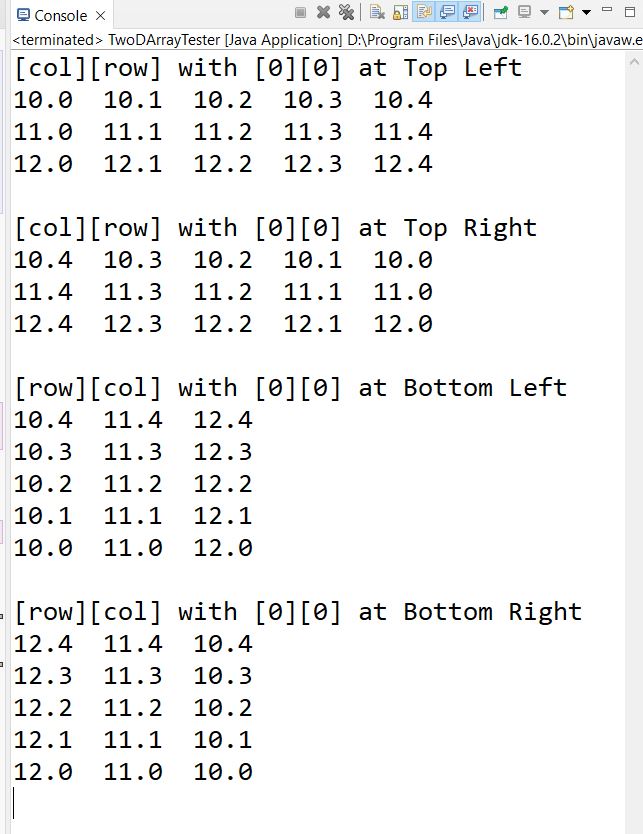 Console
<terminated> TwoDArrayTester [Java Application] D:\Program Files\Java\jdk-16.0.2\bin\javaw.e
[col][row] with [0][0] at Top Left
10.0 10.1 10.2 10.3 10.4
11.0 11.1 11.2 11.3 11.4
12.0 12.1 12.2 12.3 12.4
[col][row] with [0][0] at Top Right
10.4 10.3 10.2 10.1 10.0
11.4 11.3 11.2 11.1 11.0
12.4 12.3 12.2 12.1 12.0
[row][col] with [0][0] at Bottom Left
10.4 11.4 12.4
10.3 11.3 12.3
10.2 11.2 12.2
10.1 11.1 12.1
10.0 11.0 12.0
[row][col] with [0][0] at Bottom Right
12.4 11.4 10.4
12.3 11.3 10.3
12.2 11.2 10.2
12.1 11.1 10.1
12.0 11.0 10.0